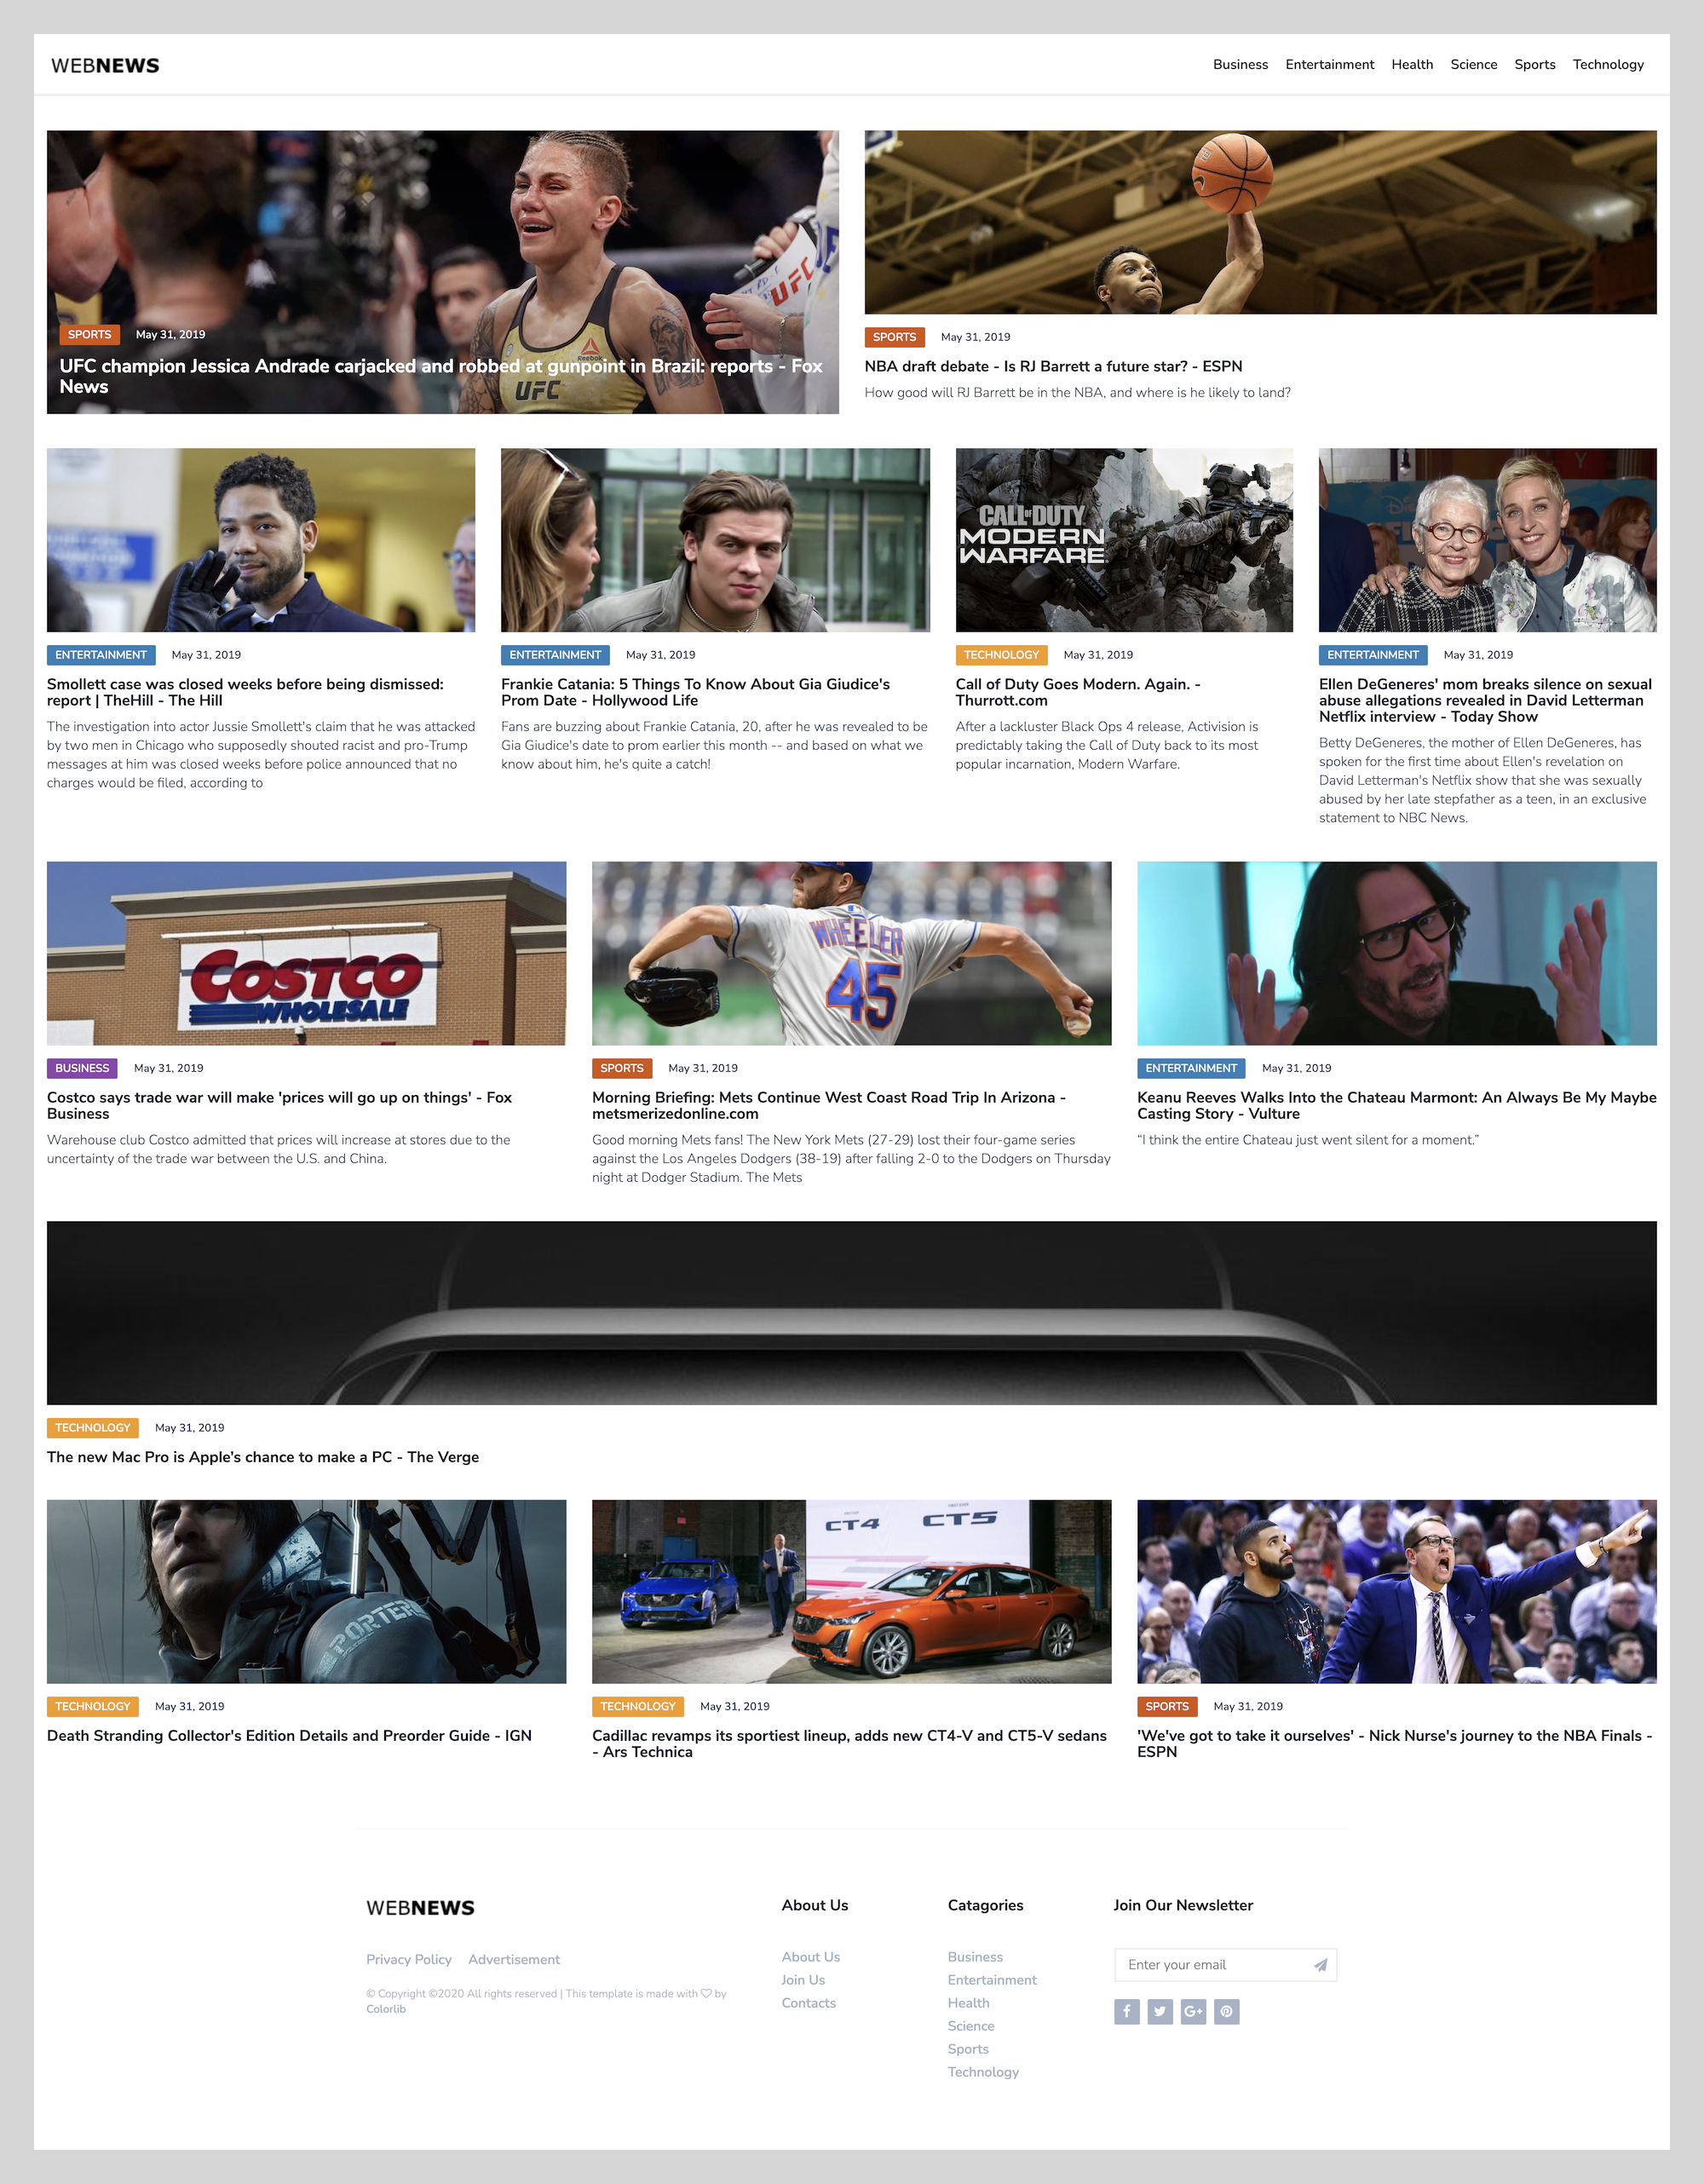 WEBNEWS
Business Entertainment Health Science Sports Technology
Reebok
UFC
UFC
SPORTS May 31, 2019
UFC champion Jessica Andrade carjacked and robbed at gunpoint in Brazil: reports - Fox
News
SPORTS May 31, 2019
NBA draft debate - Is RJ Barrett a future star? - ESPN
How good will RJ Barrett be in the NBA, and where is he likely to land?
ENTERTAINMENT May 31, 2019
Smollett case was closed weeks before being dismissed:
report | TheHill - The Hill
The investigation into actor Jussie Smollett's claim that he was attacked
by two men in Chicago who supposedly shouted racist and pro-Trump
messages at him was closed weeks before police announced that no
charges would be filed, according to
ENTERTAINMENT May 31, 2019
Frankie Catania: 5 Things To Know About Gia Giudice's
Prom Date - Hollywood Life
Fans are buzzing about Frankie Catania, 20, after he was revealed to be
Gia Giudice's date to prom earlier this month -- and based on what we
know about him, he's quite a catch!
CALL OF DUTY
MODERN
WARFARE
TECHNOLOGY May 31, 2019
Call of Duty Goes Modern. Again. -
Thurrott.com
After a lackluster Black Ops 4 release, Activision is
predictably taking the Call of Duty back to its most
popular incarnation, Modern Warfare.
ENTERTAINMENT May 31, 2019
Ellen DeGeneres' mom breaks silence on sexual
abuse allegations revealed in David Letterman
Netflix interview - Today Show
Betty DeGeneres, the mother of Ellen DeGeneres, has
spoken for the first time about Ellen's revelation on
David Letterman's Netflix show that she was sexually
abused by her late stepfather as a teen, in an exclusive
statement to NBC News.
COSTCO
WHOLESALE
BUSINESS May 31, 2019
Costco says trade war will make 'prices will go up on things' - Fox
Business
Warehouse club Costco admitted that prices will increase at stores due to the
uncertainty of the trade war between the U.S. and China.
WHEELER
45
SPORTS May 31, 2019
Morning Briefing: Mets Continue West Coast Road Trip In Arizona -
metsmerizedonline.com
Good morning Mets fans! The New York Mets (27-29) lost their four-game series
against the Los Angeles Dodgers (38-19) after falling 2-0 to the Dodgers on Thursday
night at Dodger Stadium. The Mets
ENTERTAINMENT May 31, 2019
Keanu Reeves Walks Into the Chateau Marmont: An Always Be My Maybe
Casting Story - Vulture
“I think the entire Chateau just went silent for a moment.”
TECHNOLOGY May 31, 2019
The new Mac Pro is Apple’s chance to make a PC - The Verge
PORTER
TECHNOLOGY May 31, 2019
Death Stranding Collector's Edition Details and Preorder Guide - IGN
CT4 CT5
TECHNOLOGY May 31, 2019
Cadillac revamps its sportiest lineup, adds new CT4-V and CT5-V sedans
- Ars Technica
SPORTS May 31, 2019
'We've got to take it ourselves' - Nick Nurse's journey to the NBA Finals -
ESPN
WEBNEWS
Privacy Policy Advertisement
© Copyright ©2020 All rights reserved | This template is made with ♡ by
Colorlib
About Us
About Us
Join Us
Contacts
Catagories
Business
Entertainment
Health
Science
Sports
Technology
Join Our Newsletter
Enter your email